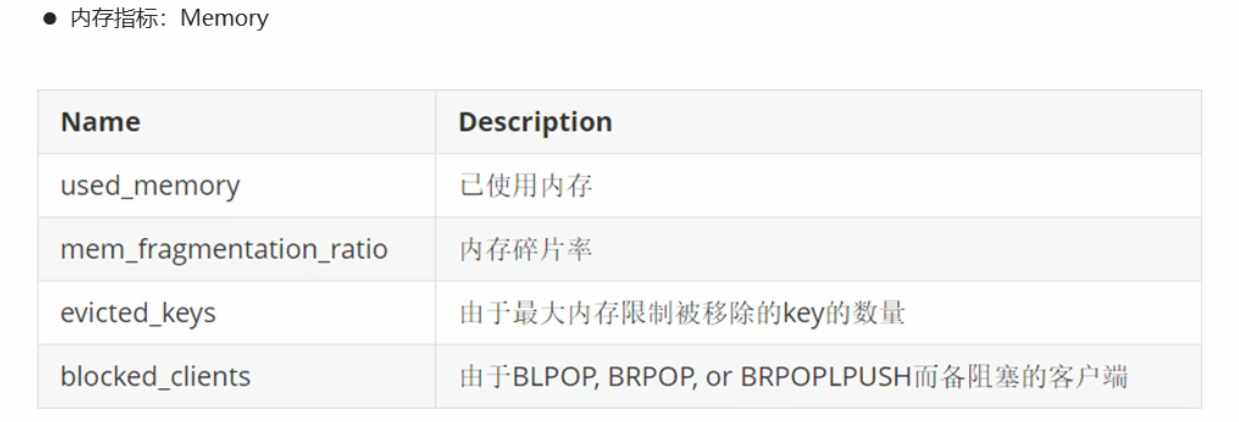 ● 内存指标：Memory
Name Description
used_memory 已使用内存
mem_fragmentation_ratio 内存碎片率
evicted_keys 由于最大内存限制被移除的key的数量
blocked_clients 由于BLPOP, BRPOP, or BRPOPLPUSH而备阻塞的客户端